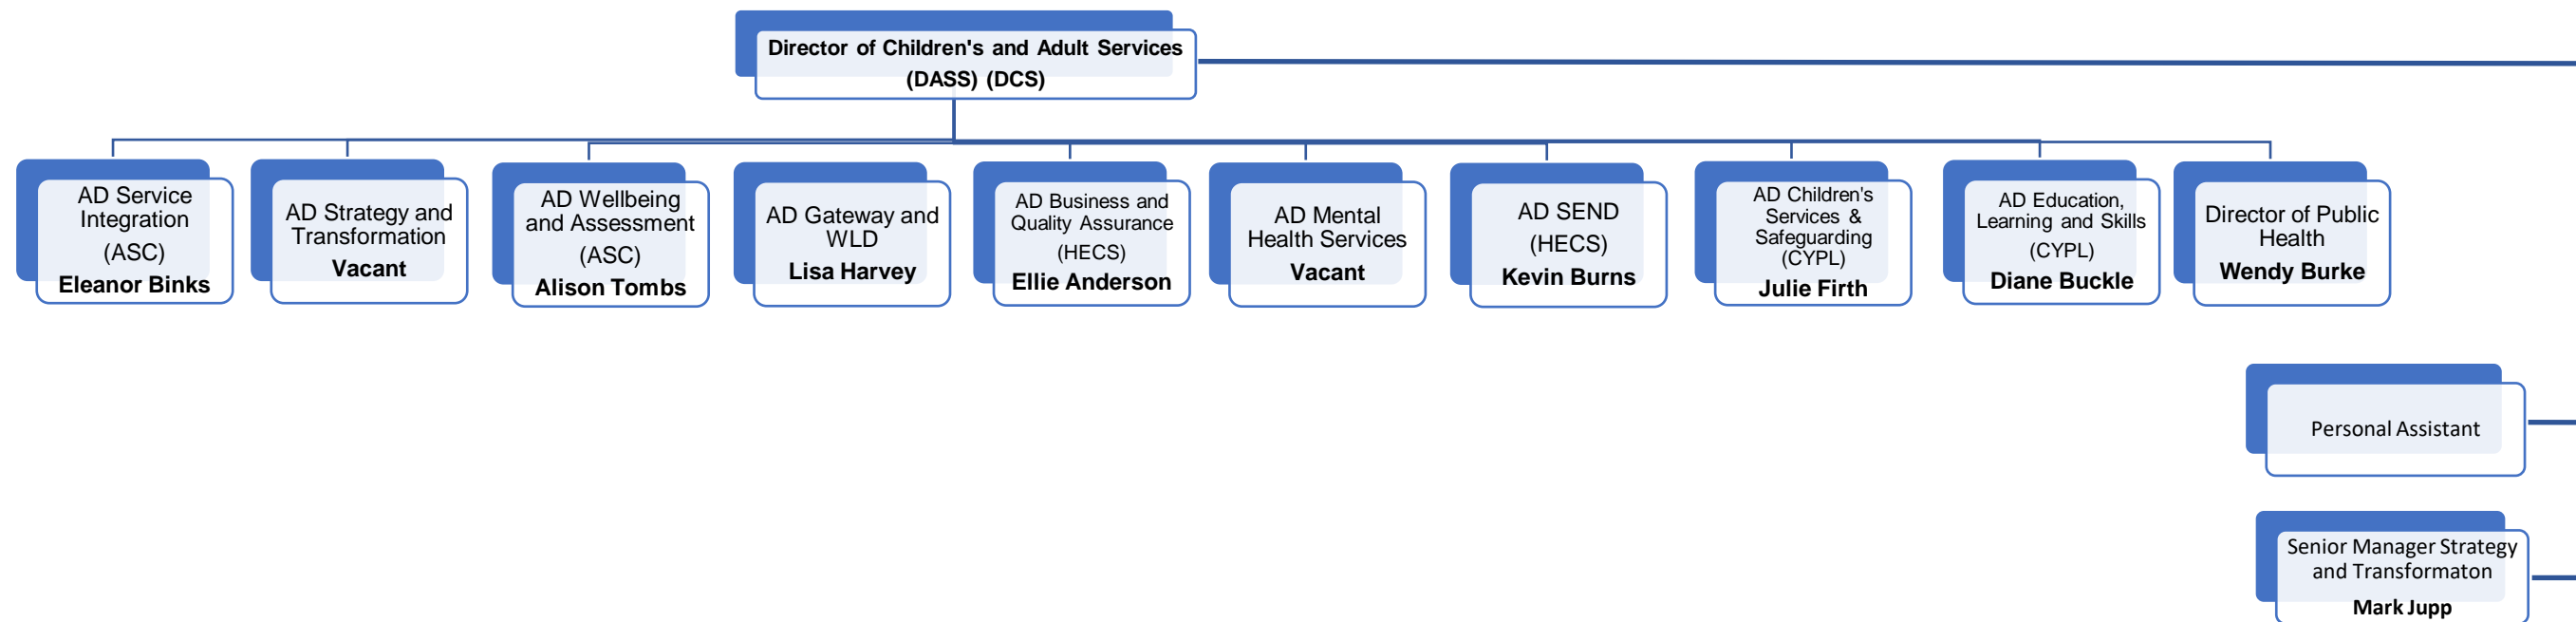 Director of Children's and Adult Services
(DASS) (DCS)
AD Service
Integration
(ASC)
Eleanor Binks
AD Strategy and
Transformation
Vacant
AD Wellbeing
and Assessment
(ASC)
Alison Tombs
AD Gateway and
WLD
Lisa Harvey
AD Business and
Quality Assurance
(HECS)
Ellie Anderson
AD Mental
Health Services
Vacant
AD SEND
(HECS)
Kevin Burns
AD Children's
Services &
Safeguarding
(CYPL)
Julie Firth
AD Education,
Learning and Skills
(CYPL)
Diane Buckle
Director of Public
Health
Wendy Burke
Personal Assistant
Senior Manager Strategy
and Transformaton
Mark Jupp